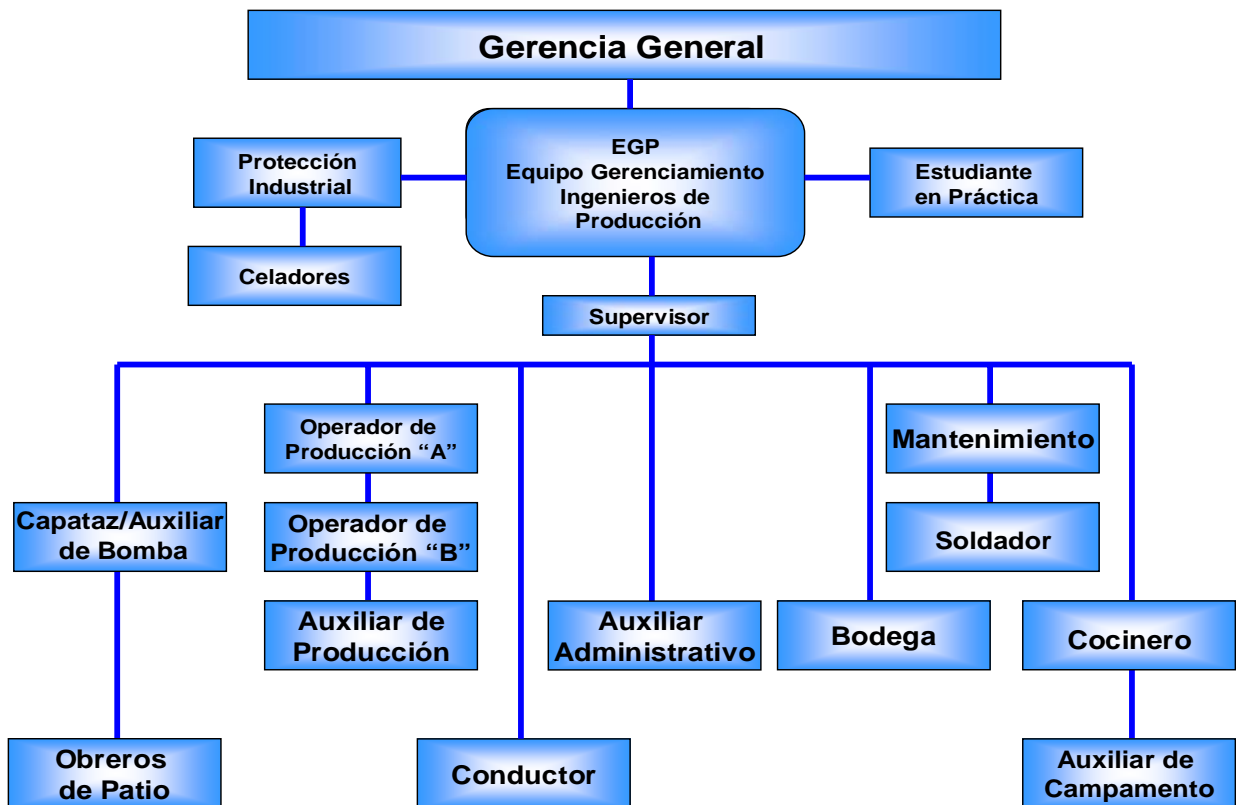 Gerencia General
EGP
Equipo Gerenciamiento
Ingenieros de
Producción
Protección
Industrial
Estudiante
en Práctica
Celadores
Supervisor
Operador de
Producción “A”
Mantenimiento
Capataz/Auxiliar
de Bomba
Operador de
Producción “B”
Soldador
Auxiliar de
Producción
Auxiliar
Administrativo
Bodega
Cocinero
Obreros
de Patio
Conductor
Auxiliar de
Campamento